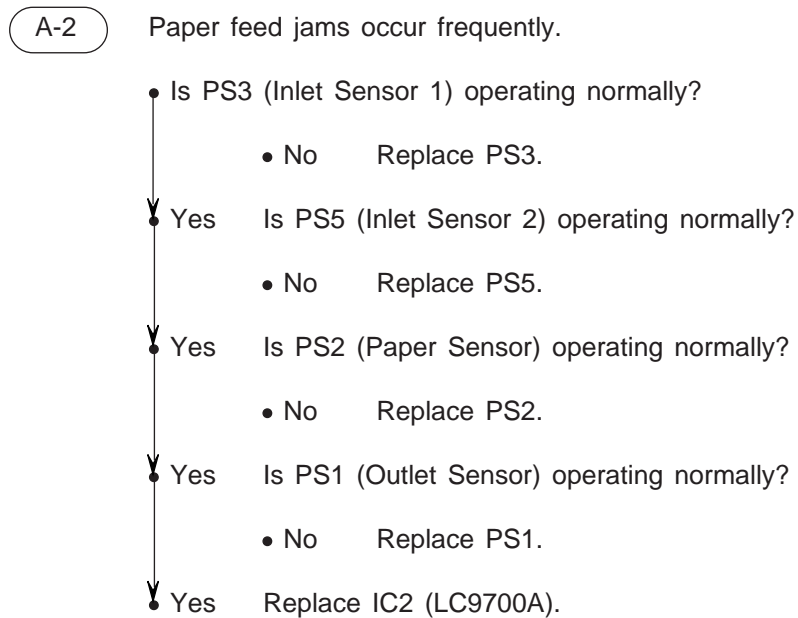 A-2 Paper feed jams occur frequently.
Is PS3 (Inlet Sensor 1) operating normally?
No Replace PS3.
Yes Is PS5 (Inlet Sensor 2) operating normally?
No Replace PS5.
Yes Is PS2 (Paper Sensor) operating normally?
No Replace PS2.
Yes Is PS1 (Outlet Sensor) operating normally?
No Replace PS1.
Yes Replace IC2 (LC9700A).